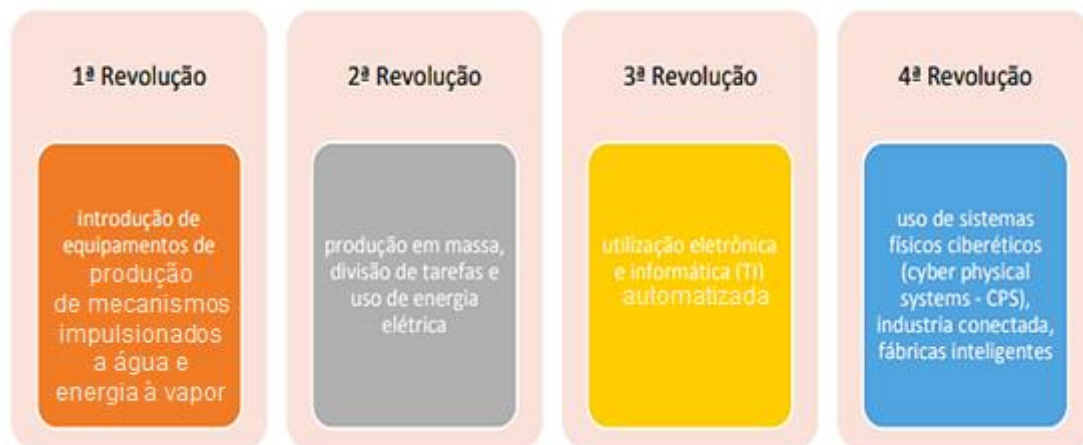 1ª Revolução
introdução de
equipamentos de
produção
de mecanismos
impulsionados
a água e
energia à vapor
2ª Revolução
produção em massa,
divisão de tarefas e
uso de energia
elétrica
3ª Revolução
utilização eletrônica
e informática (TI)
automatizada
4ª Revolução
uso de sistemas
físicos ciberéticos
(cyber physical
systems - CPS),
industria conectada,
fábricas inteligentes